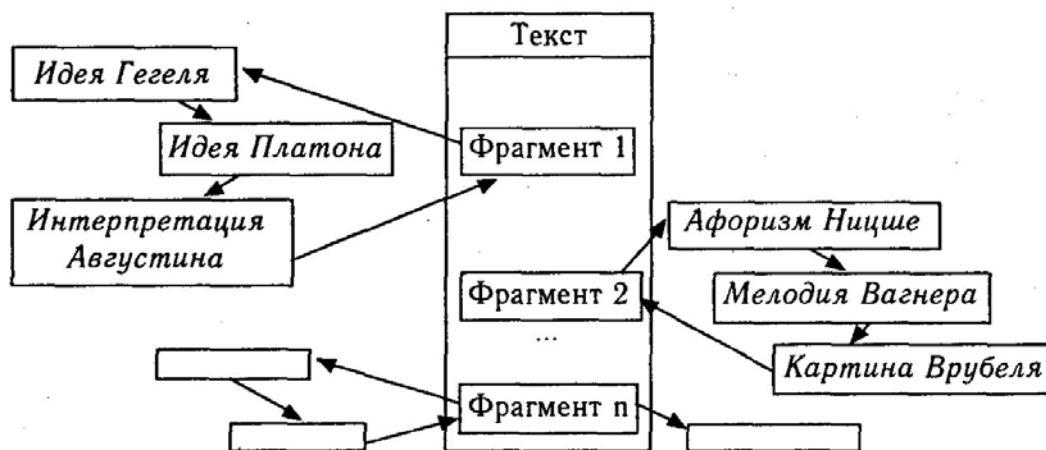 Текст
Идея Гегеля
Идея Платона
Фрагмент 1
Интерпретация
Августина
Афоризм Ницше
Фрагмент 2
Мелодия Вагнера
...
Картина Врубеля
Фрагмент n